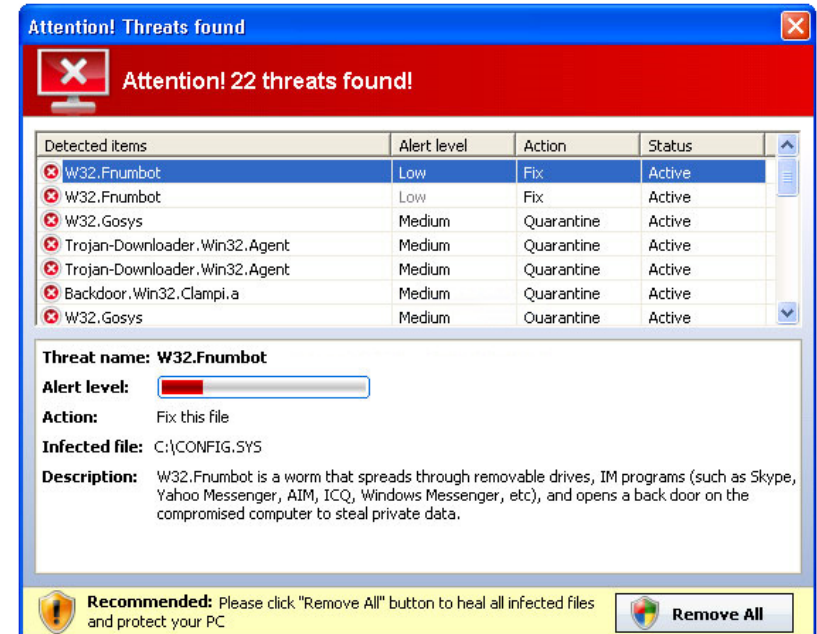 Attention! Threats found
Attention! 22 threats found!
Detected items Alert level Action Status
W32.Fnumbot Low Fix Active
W32.Fnumbot Low Fix Active
W32.Gosys Medium Quarantine Active
Trojan-Downloader.Win32.Agent Medium Quarantine Active
Trojan-Downloader.Win32.Agent Medium Quarantine Active
Backdoor.Win32.Clampi.a Medium Quarantine Active
W32.Gosys Medium Quarantine Active
Threat name: W32.Fnumbot
Alert level:
Action: Fix this file
Infected file: C:\CONFIG.SYS
Description: W32.Fnumbot is a worm that spreads through removable drives, IM programs (such as Skype,
Yahoo Messenger, AIM, ICQ, Windows Messenger, etc), and opens a back door on the
compromised computer to steal private data.
Recommended: Please click "Remove All" button to heal all infected files
and protect your PC
Remove All